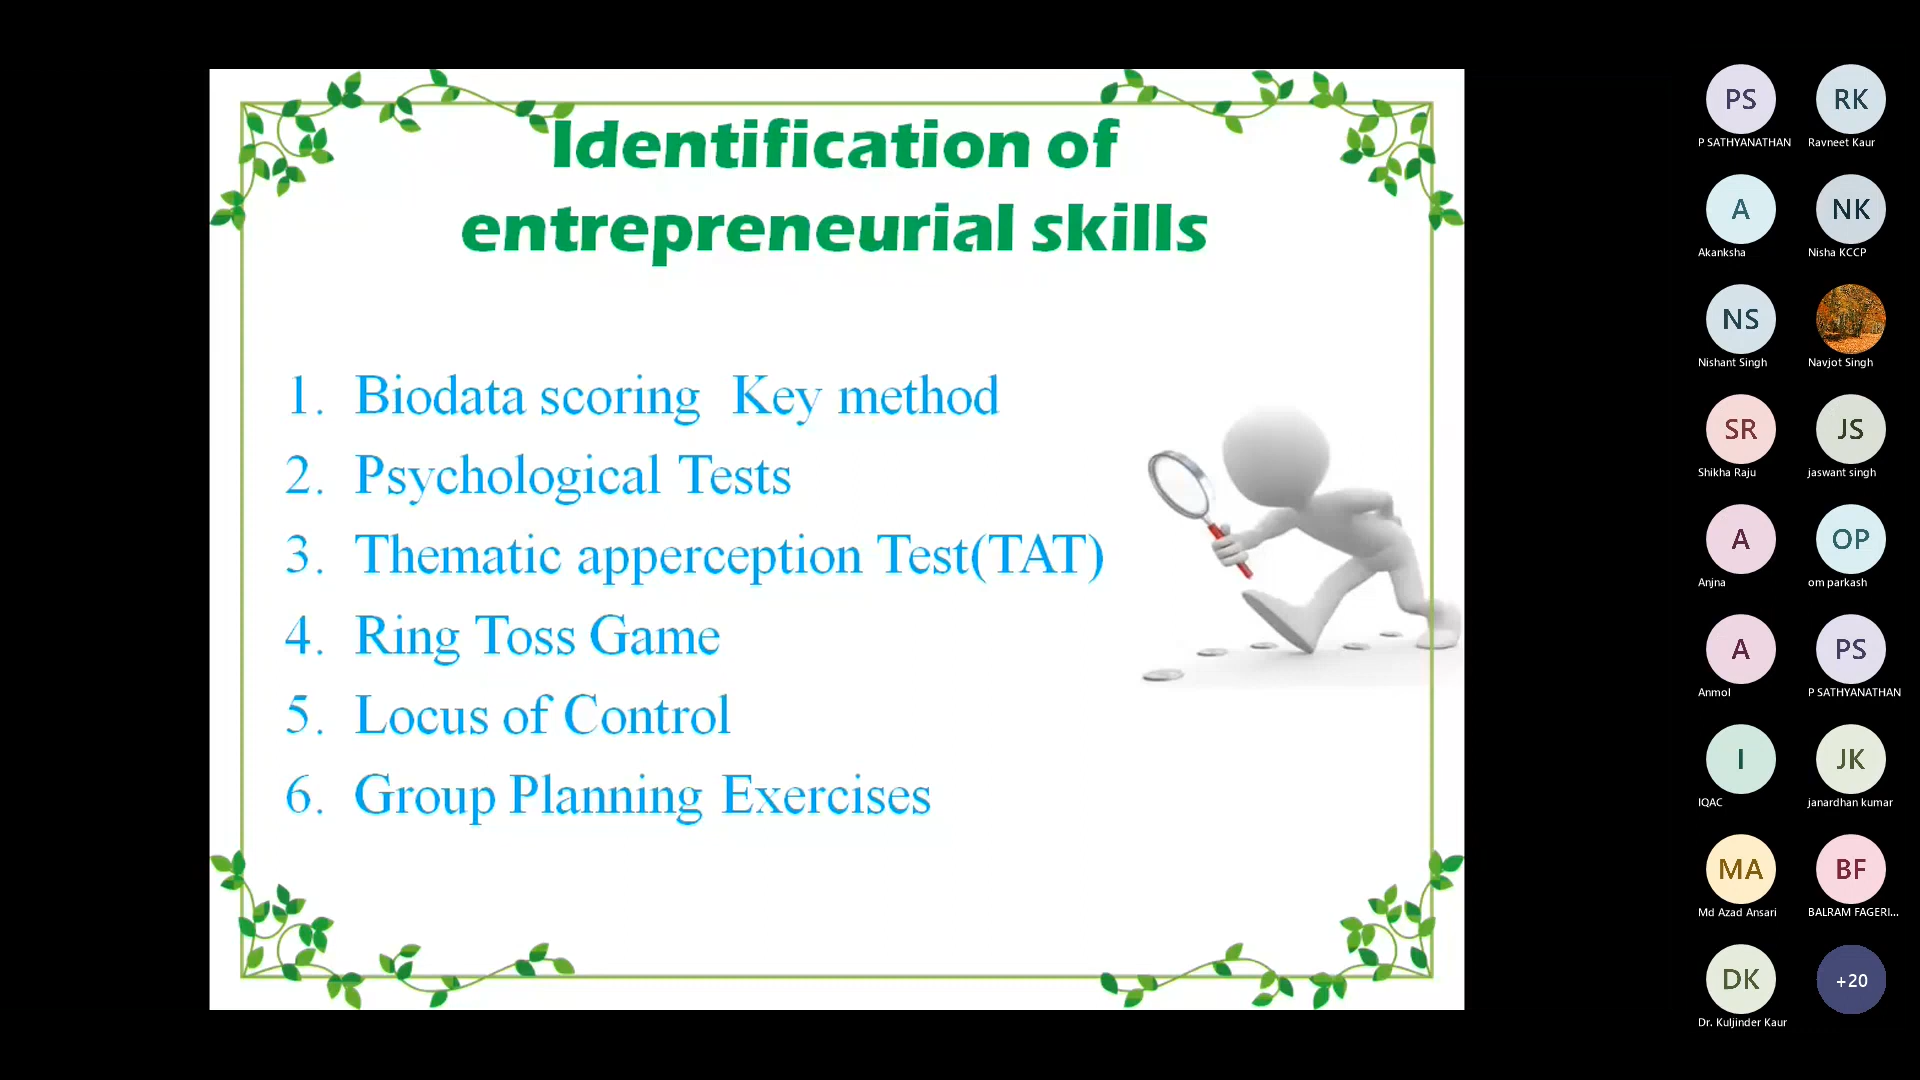 Identification of
entrepreneurial skills
1. Biodata scoring Key method
2. Psychological Tests
3. Thematic apperception Test(TAT)
4. Ring Toss Game
5. Locus of Control
6. Group Planning Exercises
PS RK
P SATHYANATHAN Ravneet Kaur
A NK
Akanksha Nisha KCCP
NS
Nishant Singh Navjot Singh
SR JS
Shikha Raju jaswant singh
A OP
Anjna om parkash
A PS
Anmol P SATHYANATHAN
I JK
IQAC janardhan kumar
MA BF
Md Azad Ansari BALRAM FAGERI...
DK +20
Dr. Kuljinder Kaur